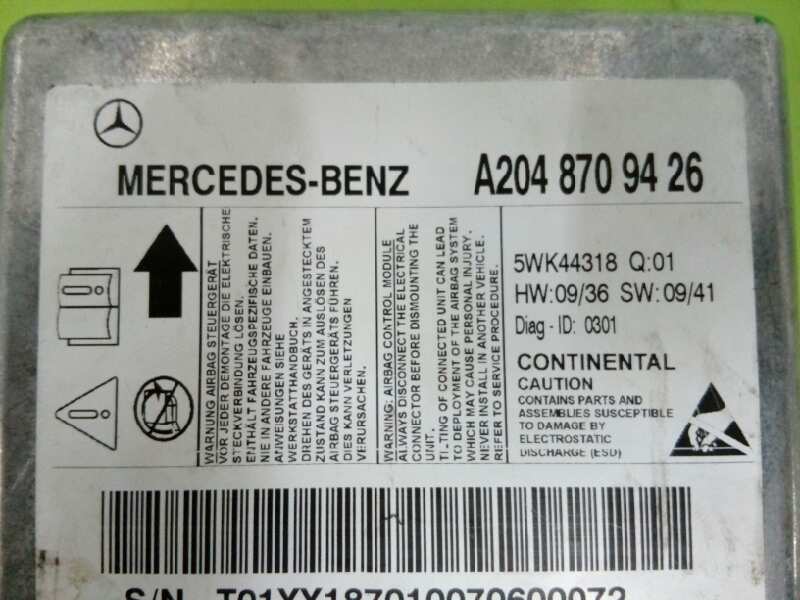 MERCEDES-BENZ A204 870 94 26
WARNUNG AIRBAG STEUERGERÄT
VOR JEDER DEMONTAGE DIE ELEKTRISCHE
STECKVERBINDUNG LÖSEN.
ENTHÄLT FAHRZEUGSPEZIFISCHE DATEN.
NIE IN ANDERE FAHRZEUGE EINBAUEN.
ANWEISUNGEN SIEHE
WERKSTATTHANDBUCH.
DREHEN DES GERÄTS IN ANGESTECKTEM
ZUSTAND KANN ZUM AUSLÖSEN DES
AIRBAG STEUERGERÄTS FÜHREN.
DIES KANN VERLETZUNGEN
VERURSACHEN.
WARNING: AIRBAG CONTROL MODULE
ALWAYS DISCONNECT THE ELECTRICAL
CONNECTOR BEFORE DISMOUNTING THE
UNIT.
TILTING OF CONNECTED UNIT CAN LEAD
TO DEPLOYMENT OF THE AIRBAG SYSTEM
WHICH MAY CAUSE PERSONAL INJURY.
NEVER INSTALL IN ANOTHER VEHICLE.
REFER TO SERVICE PROCEDURE.
5WK44318 Q:01
HW:09/36 SW:09/41
Diag - ID: 0301
CONTINENTAL
CAUTION
CONTAINS PARTS AND
ASSEMBLIES SUSCEPTIBLE
TO DAMAGE BY
ELECTROSTATIC
DISCHARGE (ESD)
S/N T01XX187010070600072